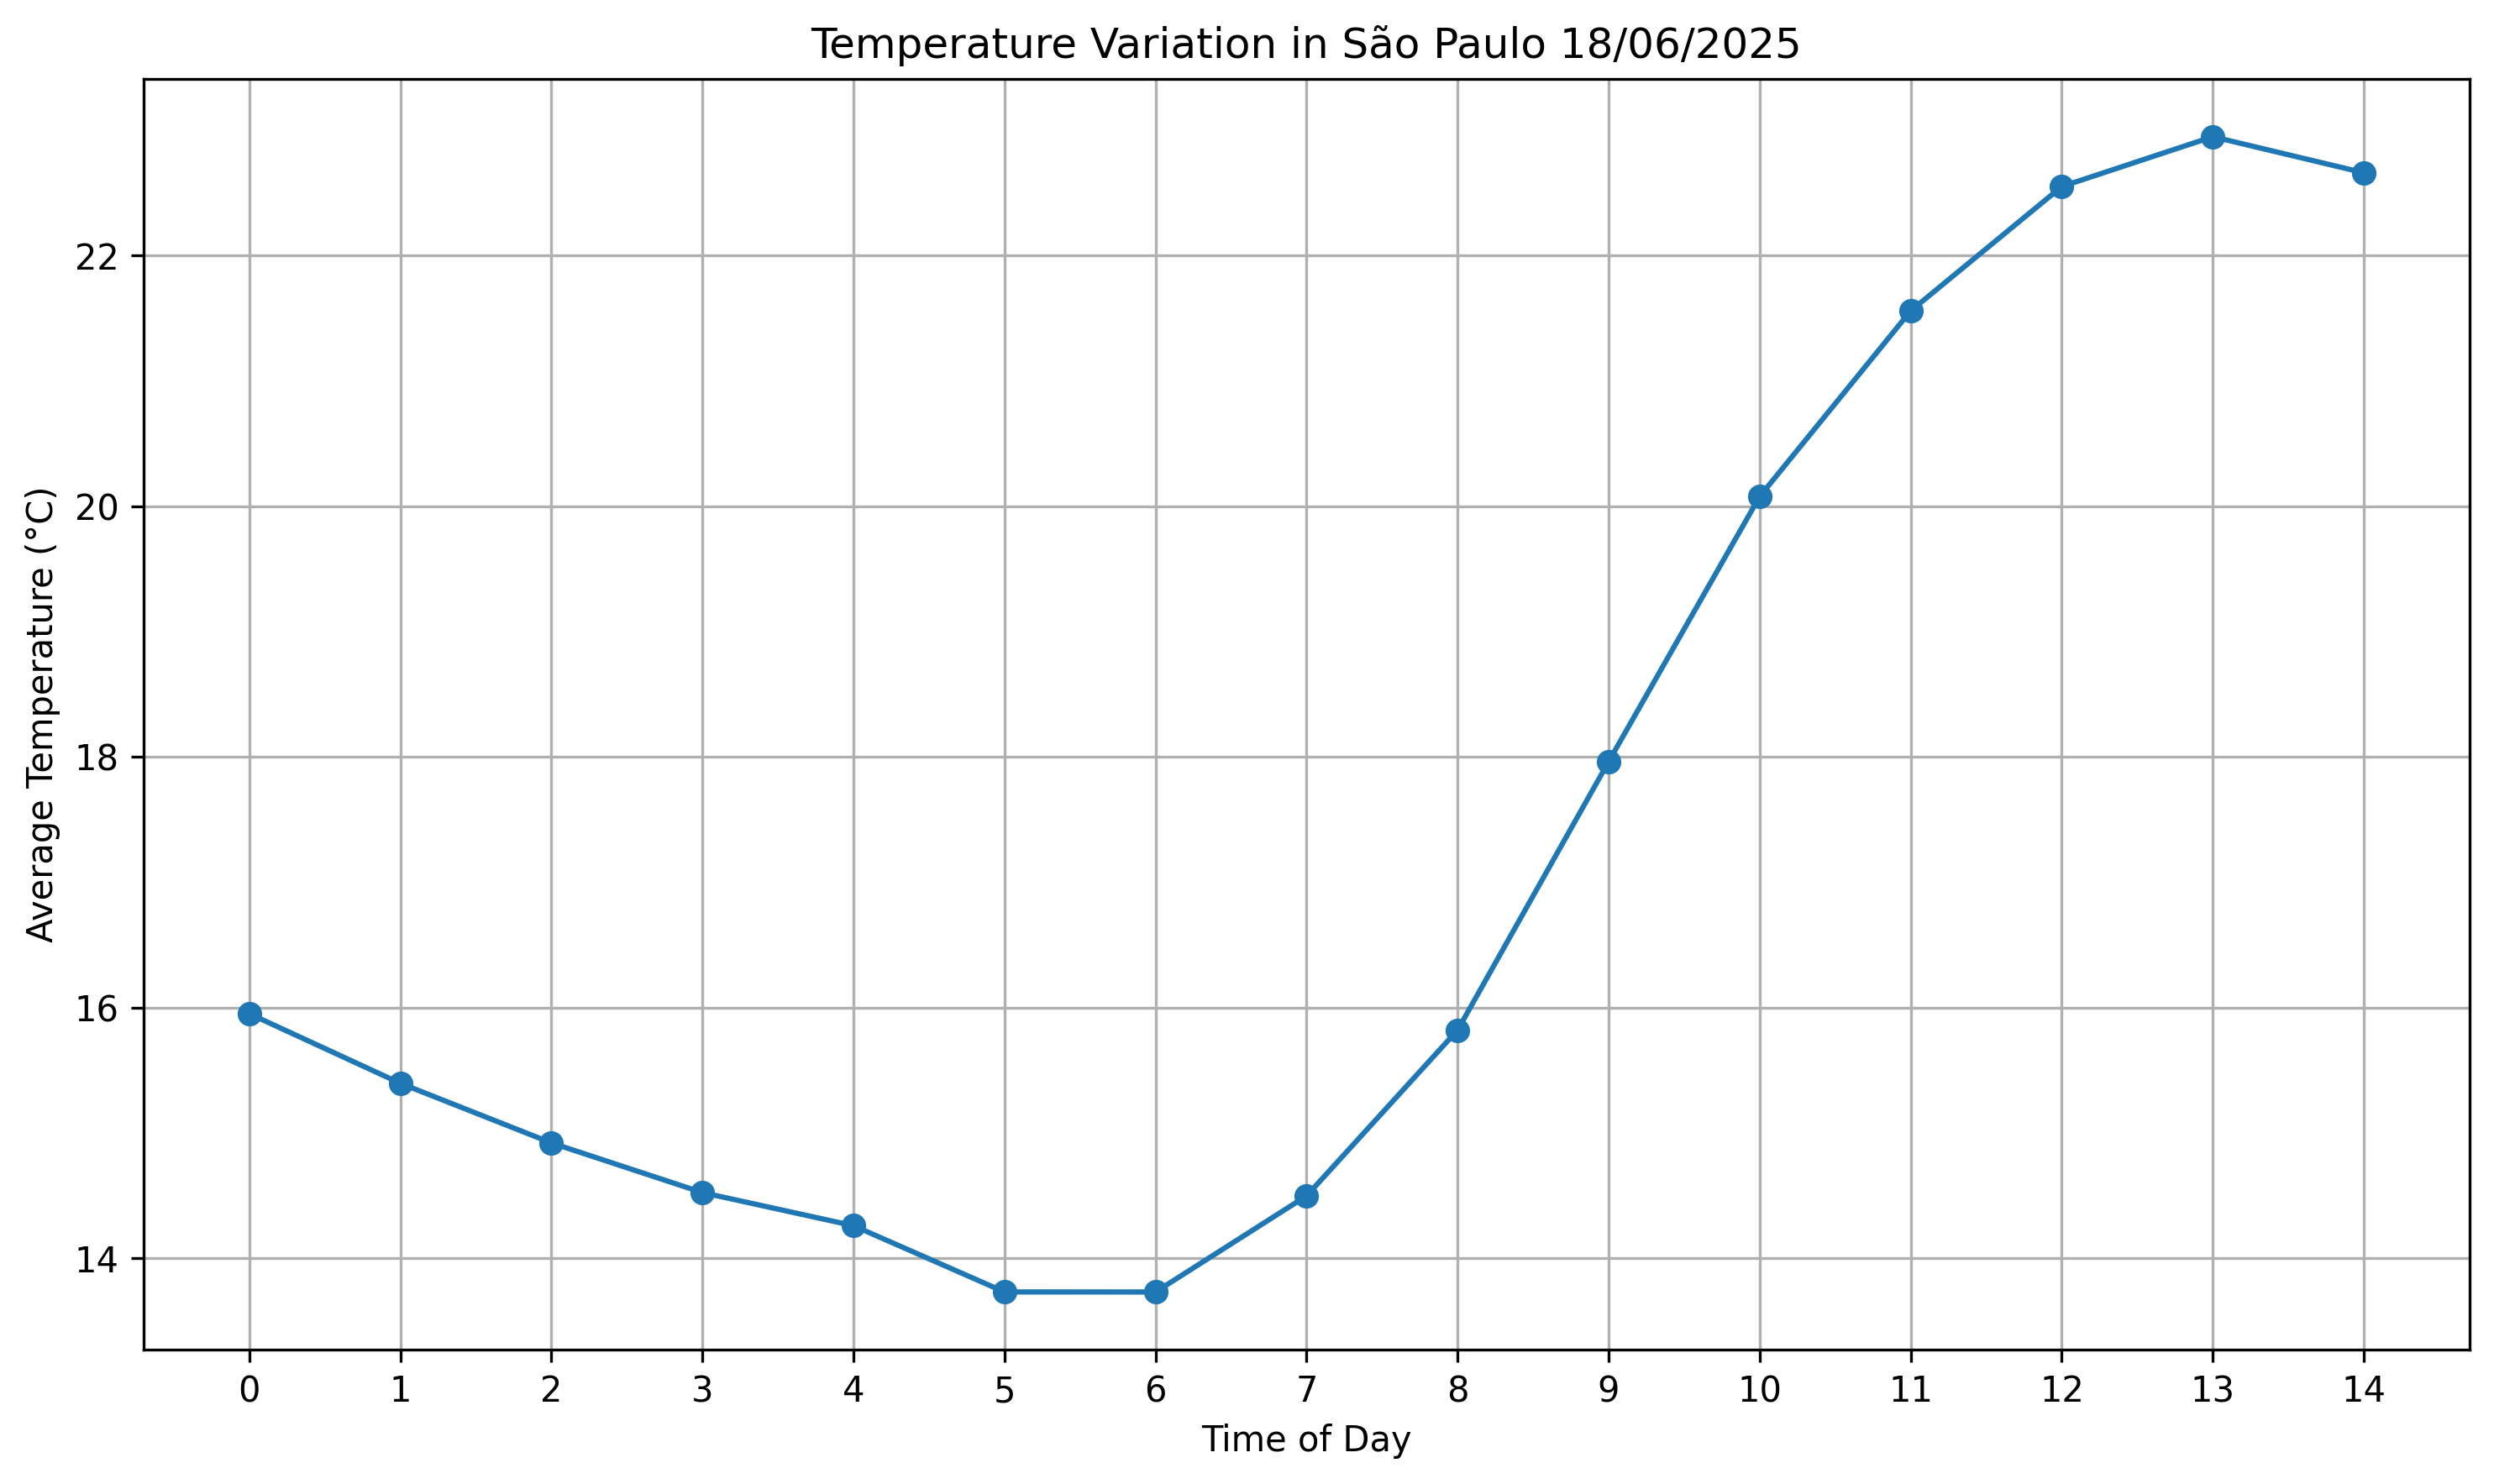 Temperature Variation in São Paulo 18/06/2025
Average Temperature (°C)
22
20
18
16
14
0 1 2 3 4 5 6 7 8 9 10 11 12 13 14
Time of Day